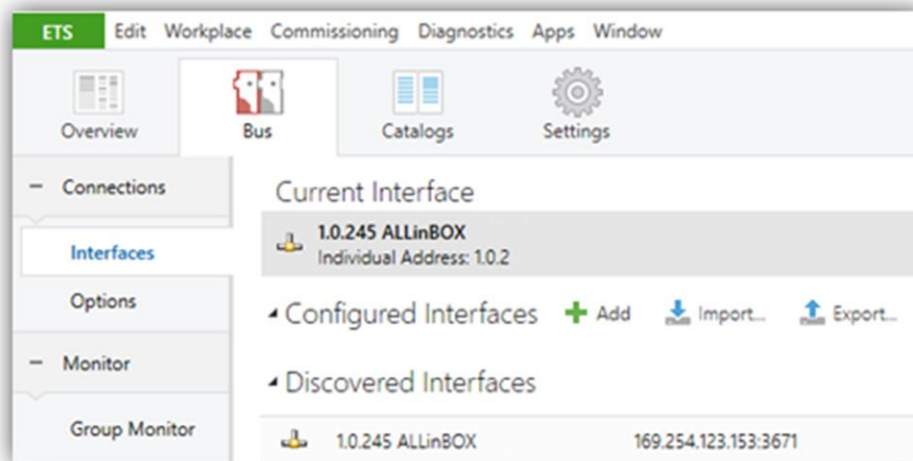 ETS Edit Workplace Commissioning Diagnostics Apps Window
Overview Bus Catalogs Settings
Connections
Interfaces
Options
Monitor
Group Monitor
Current Interface
1.0.245 ALLinBOX
Individual Address: 1.0.2
Configured Interfaces Add Import... Export...
Discovered Interfaces
1.0.245 ALLinBOX 169.254.123.153:3671